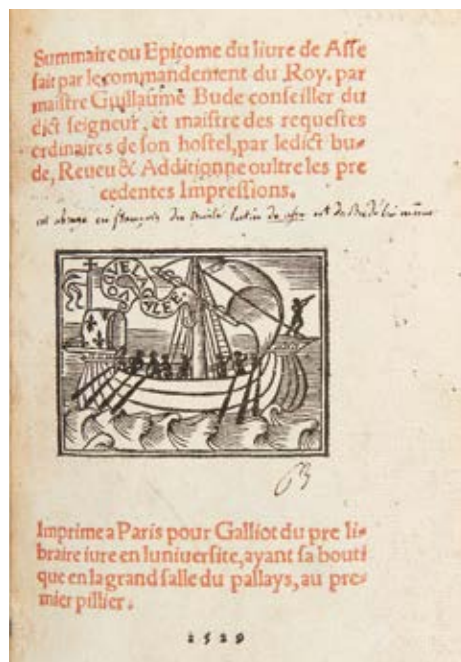 Summaire ou Epitome du liure de Asse
fait par le commandement du Roy. par
maistre Guillaume Bude conseiller du
dict seigneur, et maistre des requestes
ordinaires de son hostel, par ledict bu-
de, Reueu & Additionne oultre les pre
cedentes Impressions.
VOGVE LA GVALEE
Imprime a Paris pour Galliot du pre li-
braire iure en luniuersite, ayant sa bouti
que en la grand salle du pallays, au pre-
mier pillier.
1529